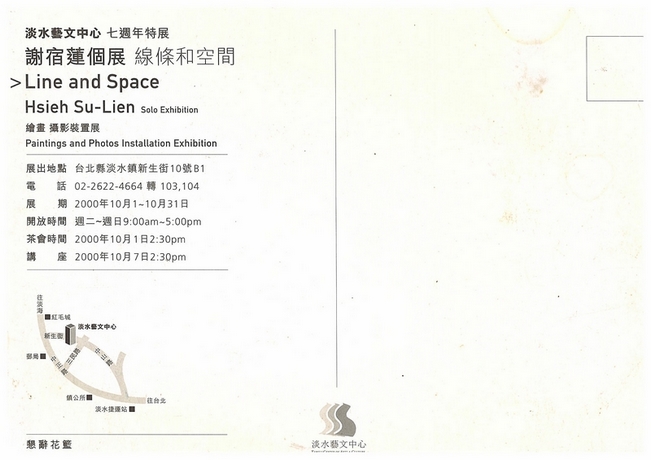 淡水藝文中心 七週年特展
謝宿蓮個展 線條和空間
>Line and Space
Hsieh Su-Lien Solo Exhibition
繪畫 攝影裝置展
Paintings and Photos Installation Exhibition
展出地點 台北縣淡水鎮新生街10號B1
電 話 02-2622-4664 轉 103,104
展 期 2000年10月1~10月31日
開放時間 週二~週日9:00am~5:00pm
茶會時間 2000年10月1日2:30pm
講 座 2000年10月7日2:30pm
往淡海
紅毛城
淡水藝文中心
新生街
郵局
中正路
中山路
鎮公所
往台北
淡水捷運站
懇辭花籃
淡水藝文中心